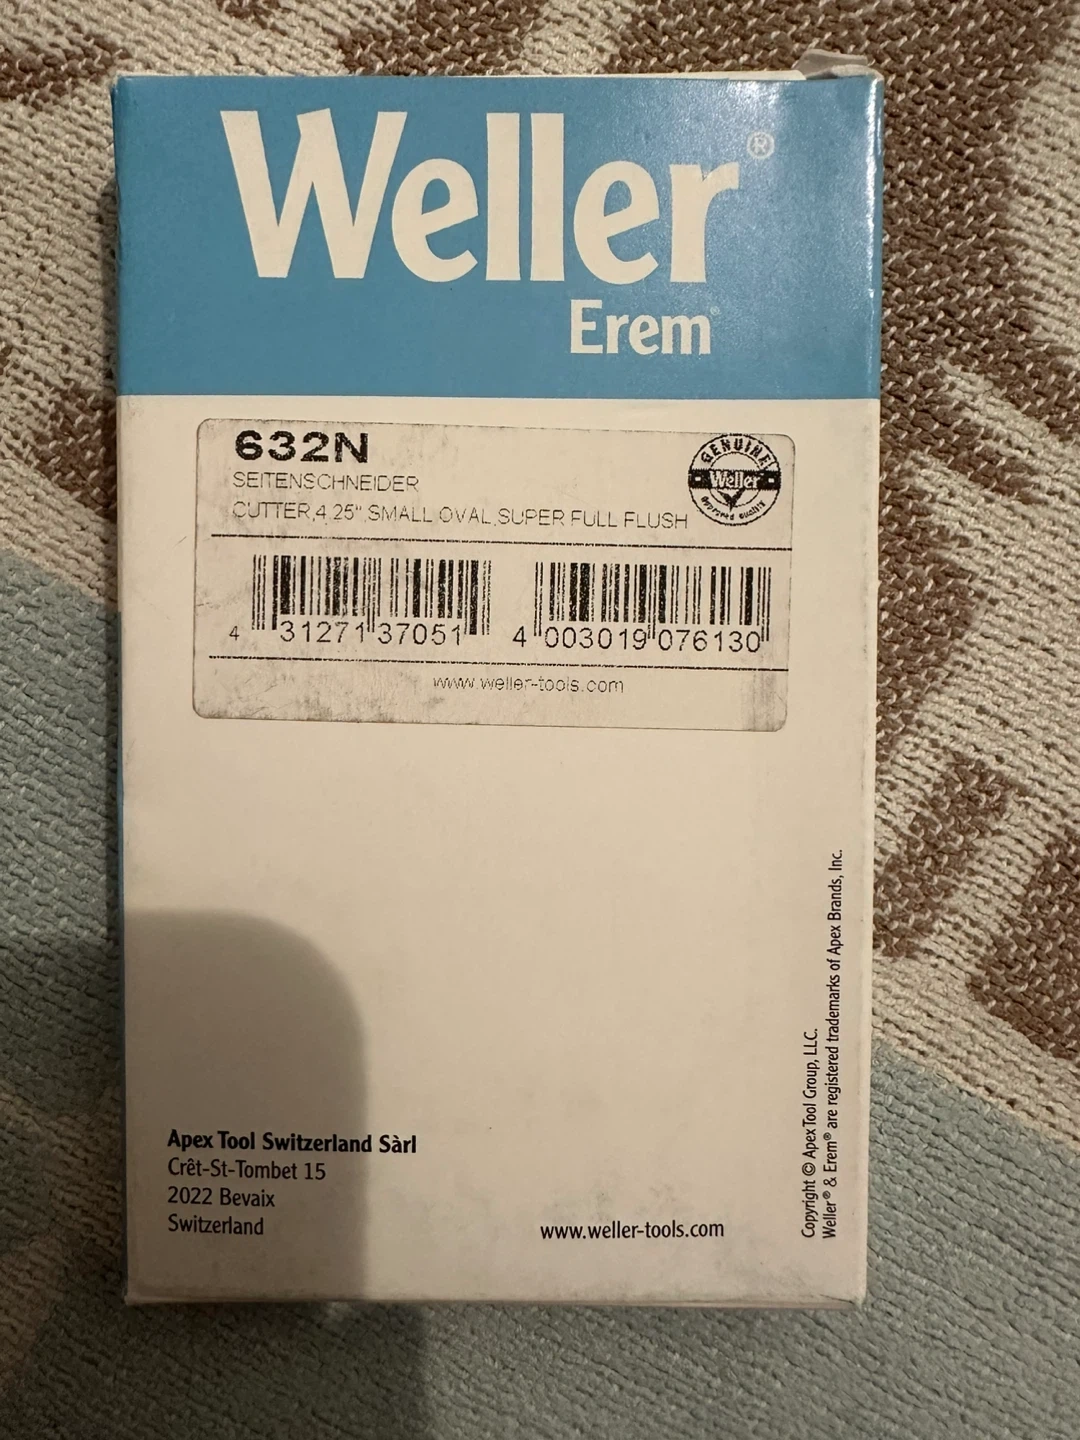 Weller®
Erem®
632N
SEITENSCHNEIDER
CUTTER,4.25",SMALL OVAL,SUPER FULL FLUSH
GENUINE
Weller
approved quality
4 31271 37051
4 003019 076130
www.weller-tools.com
Apex Tool Switzerland Sàrl
Crêt-St-Tombet 15
2022 Bevaix
Switzerland
www.weller-tools.com
Copyright © Apex Tool Group, LLC.
Weller® & Erem® are registered trademarks of Apex Brands, Inc.